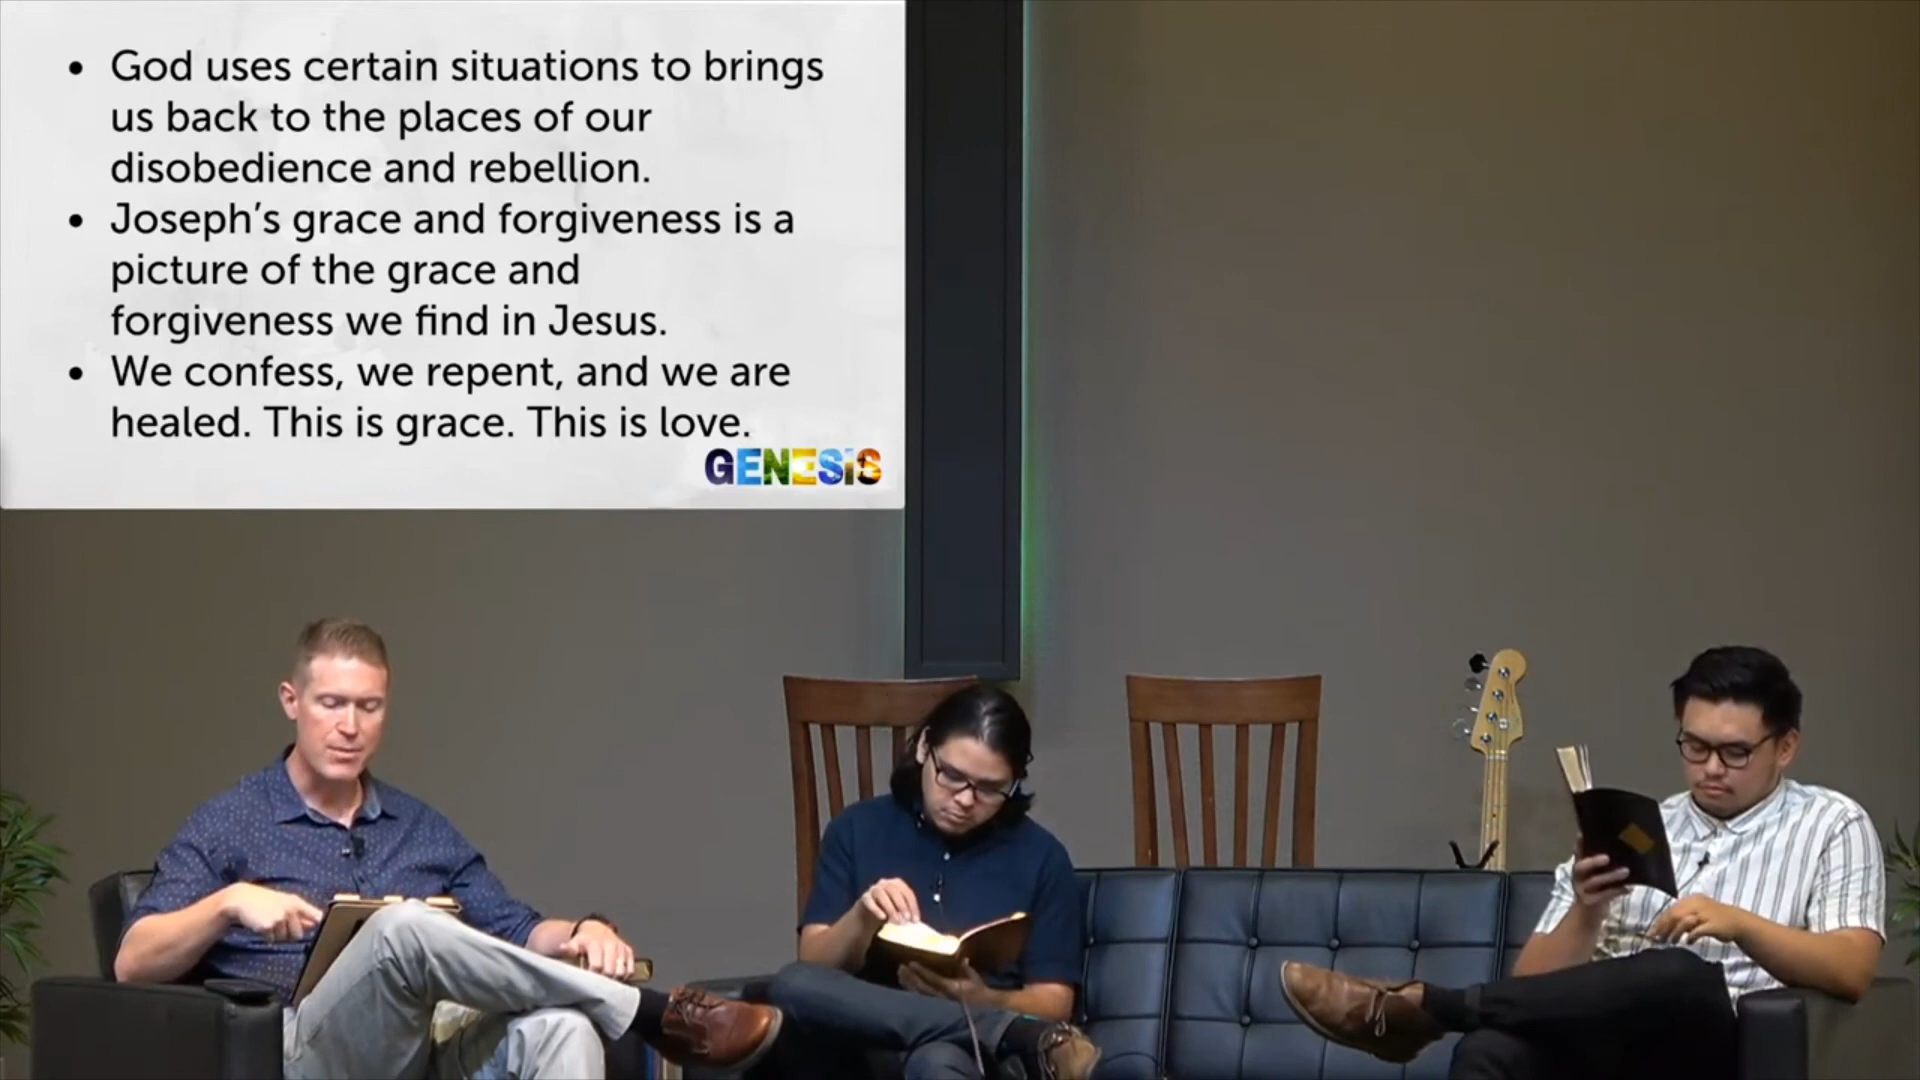 • God uses certain situations to brings
us back to the places of our
disobedience and rebellion.
• Joseph’s grace and forgiveness is a
picture of the grace and
forgiveness we find in Jesus.
• We confess, we repent, and we are
healed. This is grace. This is love.
GENESIS